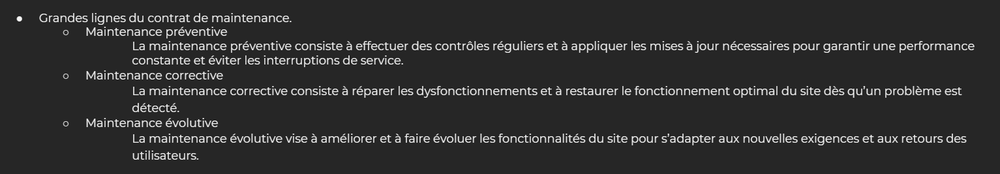 ● Grandes lignes du contrat de maintenance.
○ Maintenance préventive
La maintenance préventive consiste à effectuer des contrôles réguliers et à appliquer les mises à jour nécessaires pour garantir une performance
constante et éviter les interruptions de service.
○ Maintenance corrective
La maintenance corrective consiste à réparer les dysfonctionnements et à restaurer le fonctionnement optimal du site dès qu’un problème est
détecté.
○ Maintenance évolutive
La maintenance évolutive vise à améliorer et à faire évoluer les fonctionnalités du site pour s’adapter aux nouvelles exigences et aux retours des
utilisateurs.